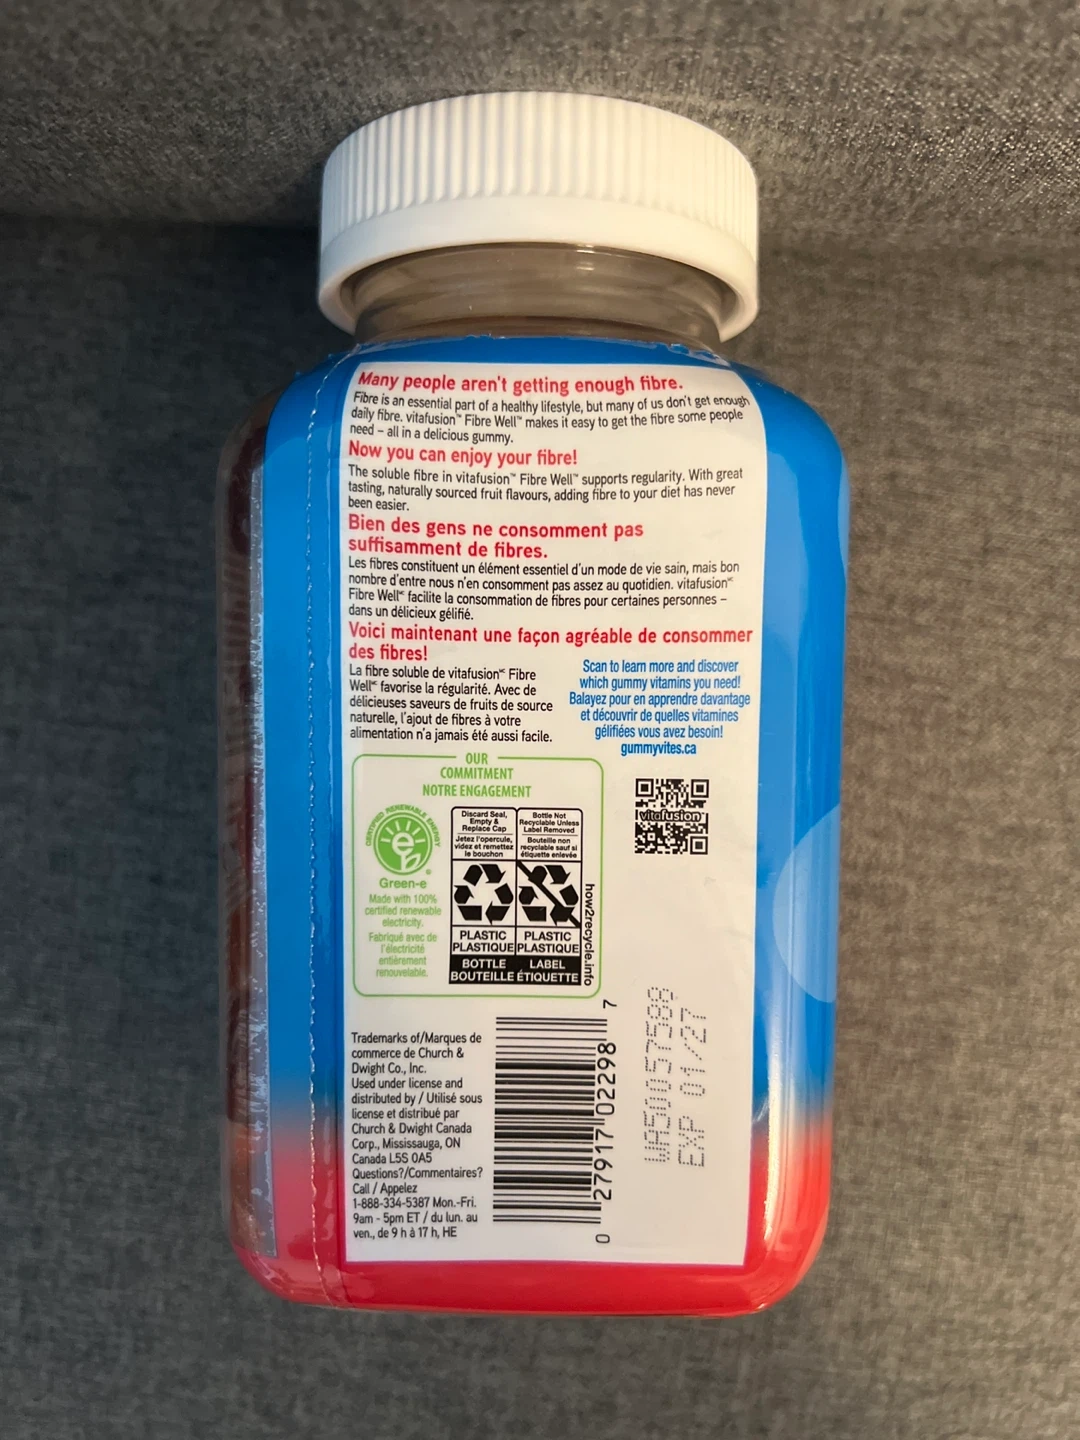 Many people aren't getting enough fibre.
Fibre is an essential part of a healthy lifestyle, but many of us don't get enough
daily fibre. vitafusion™ Fibre Well™ makes it easy to get the fibre some people
need – all in a delicious gummy.
Now you can enjoy your fibre!
The soluble fibre in vitafusion™ Fibre Well™ supports regularity. With great
tasting, naturally sourced fruit flavours, adding fibre to your diet has never
been easier.
Bien des gens ne consomment pas
suffisamment de fibres.
Les fibres constituent un élément essentiel d'un mode de vie sain, mais bon
nombre d'entre nous n'en consomment pas assez au quotidien. vitafusion🅪
Fibre Well🅪 facilite la consommation de fibres pour certaines personnes –
dans un délicieux gélifié.
Voici maintenant une façon agréable de consommer
des fibres!
La fibre soluble de vitafusion🅪 Fibre
Well🅪 favorise la régularité. Avec de
délicieuses saveurs de fruits de source
naturelle, l'ajout de fibres à votre
alimentation n'a jamais été aussi facile.
Scan to learn more and discover
which gummy vitamins you need!
Balayez pour en apprendre davantage
et découvrir de quelles vitamines
gélifiées vous avez besoin!
gummyvites.ca
vitafusion
OUR
COMMITMENT
NOTRE ENGAGEMENT
CERTIFIED RENEWABLE ENERGY
e
Green-e
Made with 100%
certified renewable
electricity.
Fabriqué avec de
l'électricité
entièrement
renouvelable.
Discard Seal,
Empty &
Replace Cap
Jetez l'opercule,
videz et remettez
le bouchon
PLASTIC
PLASTIQUE
BOTTLE
BOUTEILLE
Bottle Not
Recyclable Unless
Label Removed
Bouteille non
recyclable sauf si
étiquette enlevée
PLASTIC
PLASTIQUE
LABEL
ÉTIQUETTE
how2recycle.info
Trademarks of/Marques de
commerce de Church &
Dwight Co., Inc.
Used under license and
distributed by / Utilisé sous
license et distribué par
Church & Dwight Canada
Corp., Mississauga, ON
Canada L5S 0A5
Questions?/Commentaires?
Call / Appelez
1-888-334-5387 Mon.-Fri.
9am - 5pm ET / du lun. au
ven., de 9 h à 17 h, HE
0 27917 02298 7
WA50057588
EXP 01/27